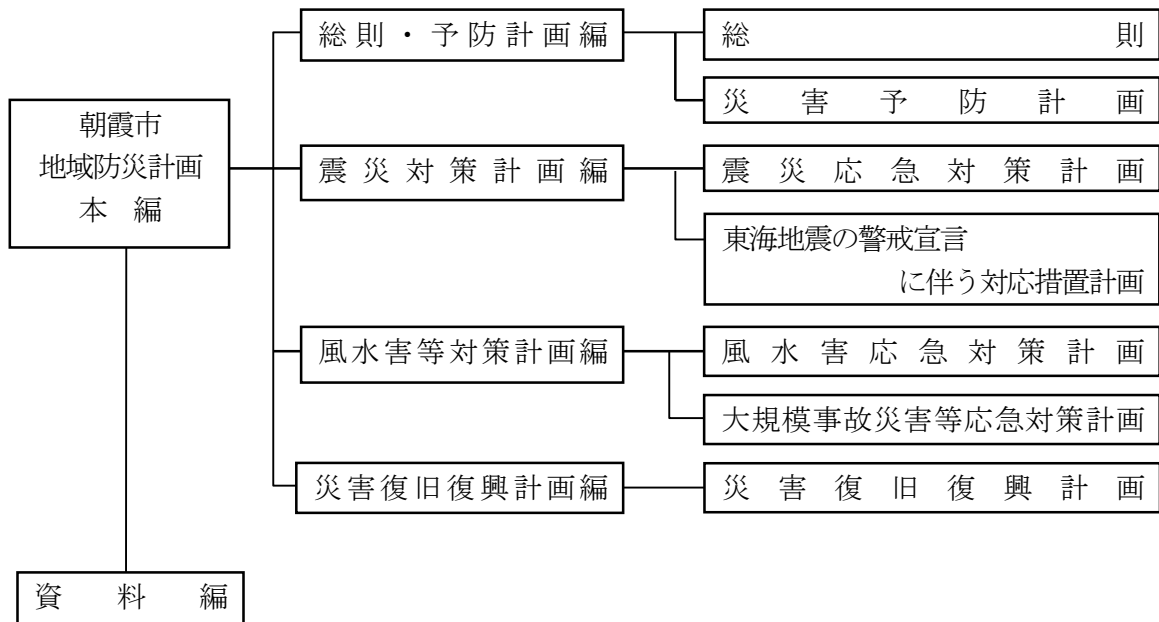 総則・予防計画編
総則
災害予防計画
朝霞市
地域防災計画
本編
震災対策計画編
震災応急対策計画
東海地震の警戒宣言
に伴う対応措置計画
風水害等対策計画編
風水害応急対策計画
大規模事故災害等応急対策計画
災害復旧復興計画編
災害復旧復興計画
資料編